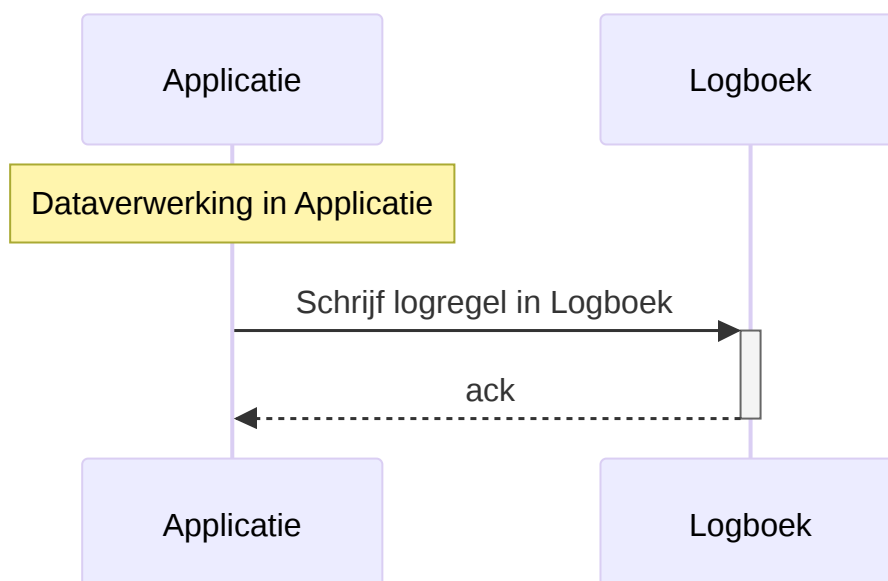 Applicatie
Logboek
Dataverwerking in Applicatie
Schrijf logregel in Logboek
ack
Applicatie
Logboek